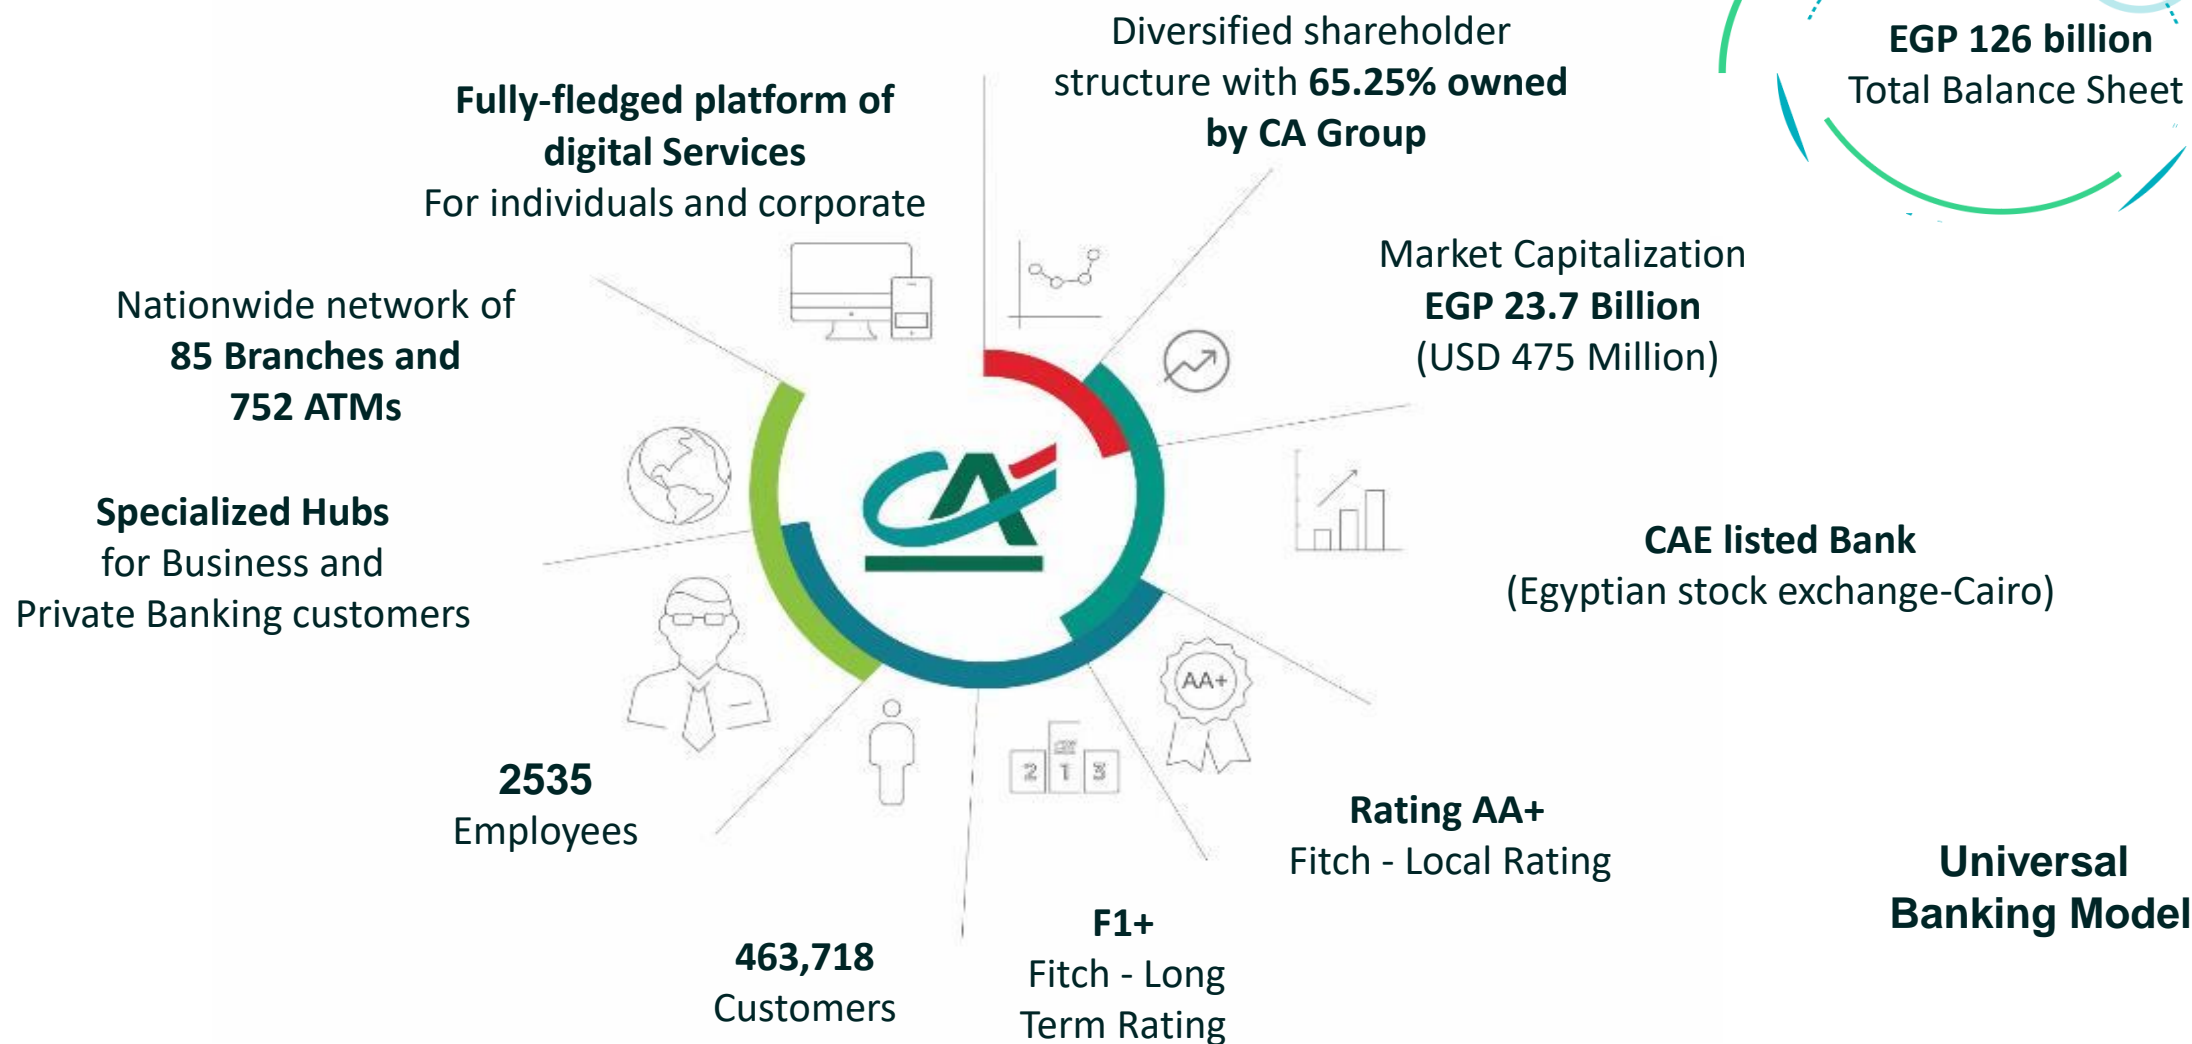 Diversified shareholder
structure with 65.25% owned
by CA Group
EGP 126 billion
Total Balance Sheet
Fully-fledged platform of
digital Services
For individuals and corporate
Market Capitalization
EGP 23.7 Billion
(USD 475 Million)
Nationwide network of
85 Branches and
752 ATMs
Specialized Hubs
for Business and
Private Banking customers
CAE listed Bank
(Egyptian stock exchange-Cairo)
AA+
2 1 3
2535
Employees
Rating AA+
Fitch - Local Rating
Universal
Banking Model
463,718
Customers
F1+
Fitch - Long
Term Rating